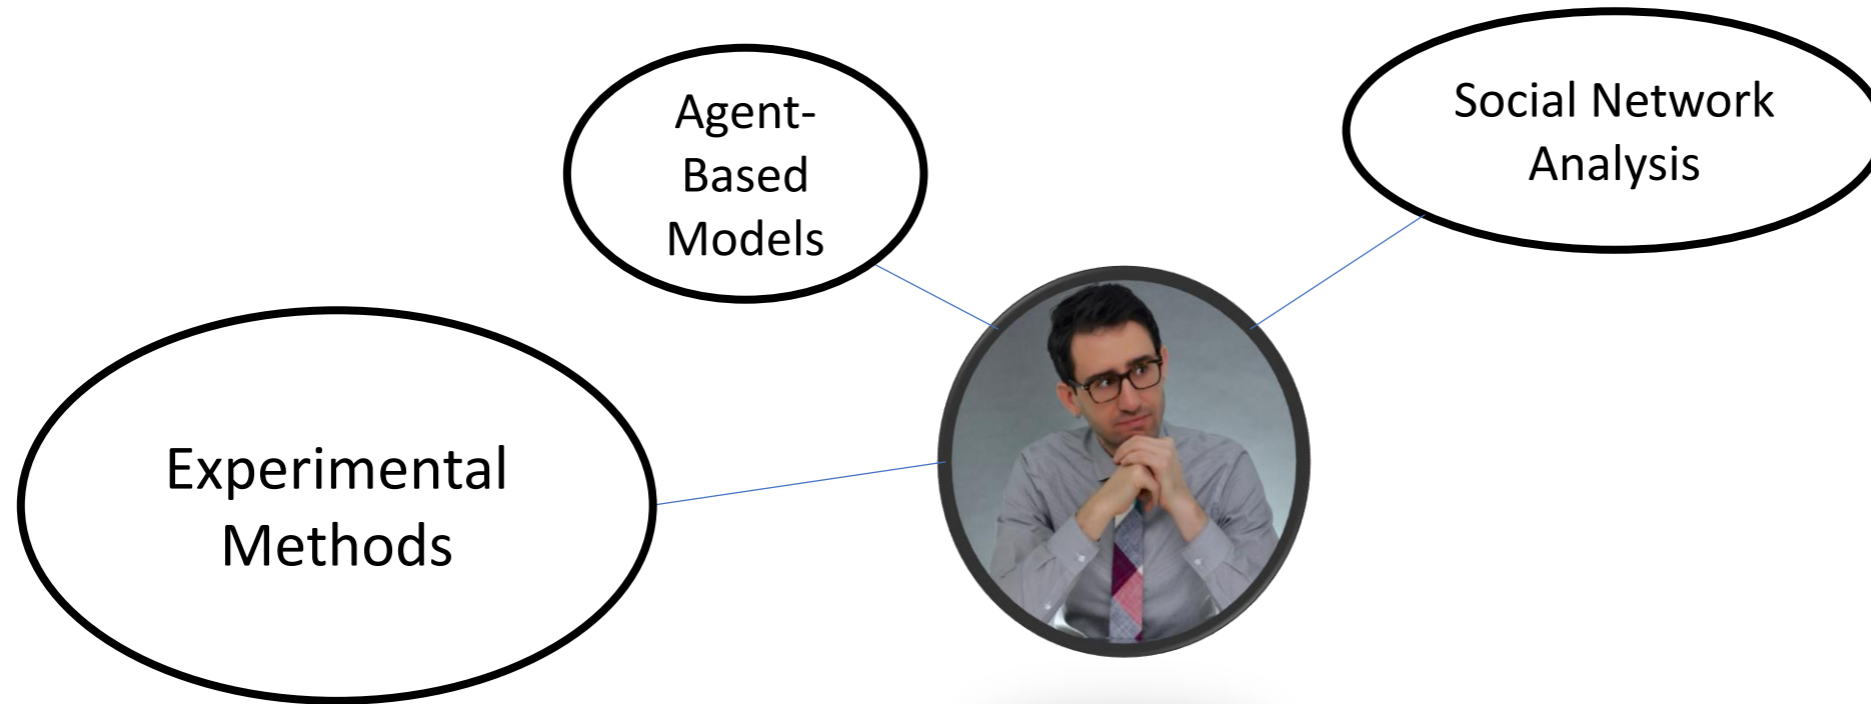 Agent-
Based
Models
Social Network
Analysis
Experimental
Methods